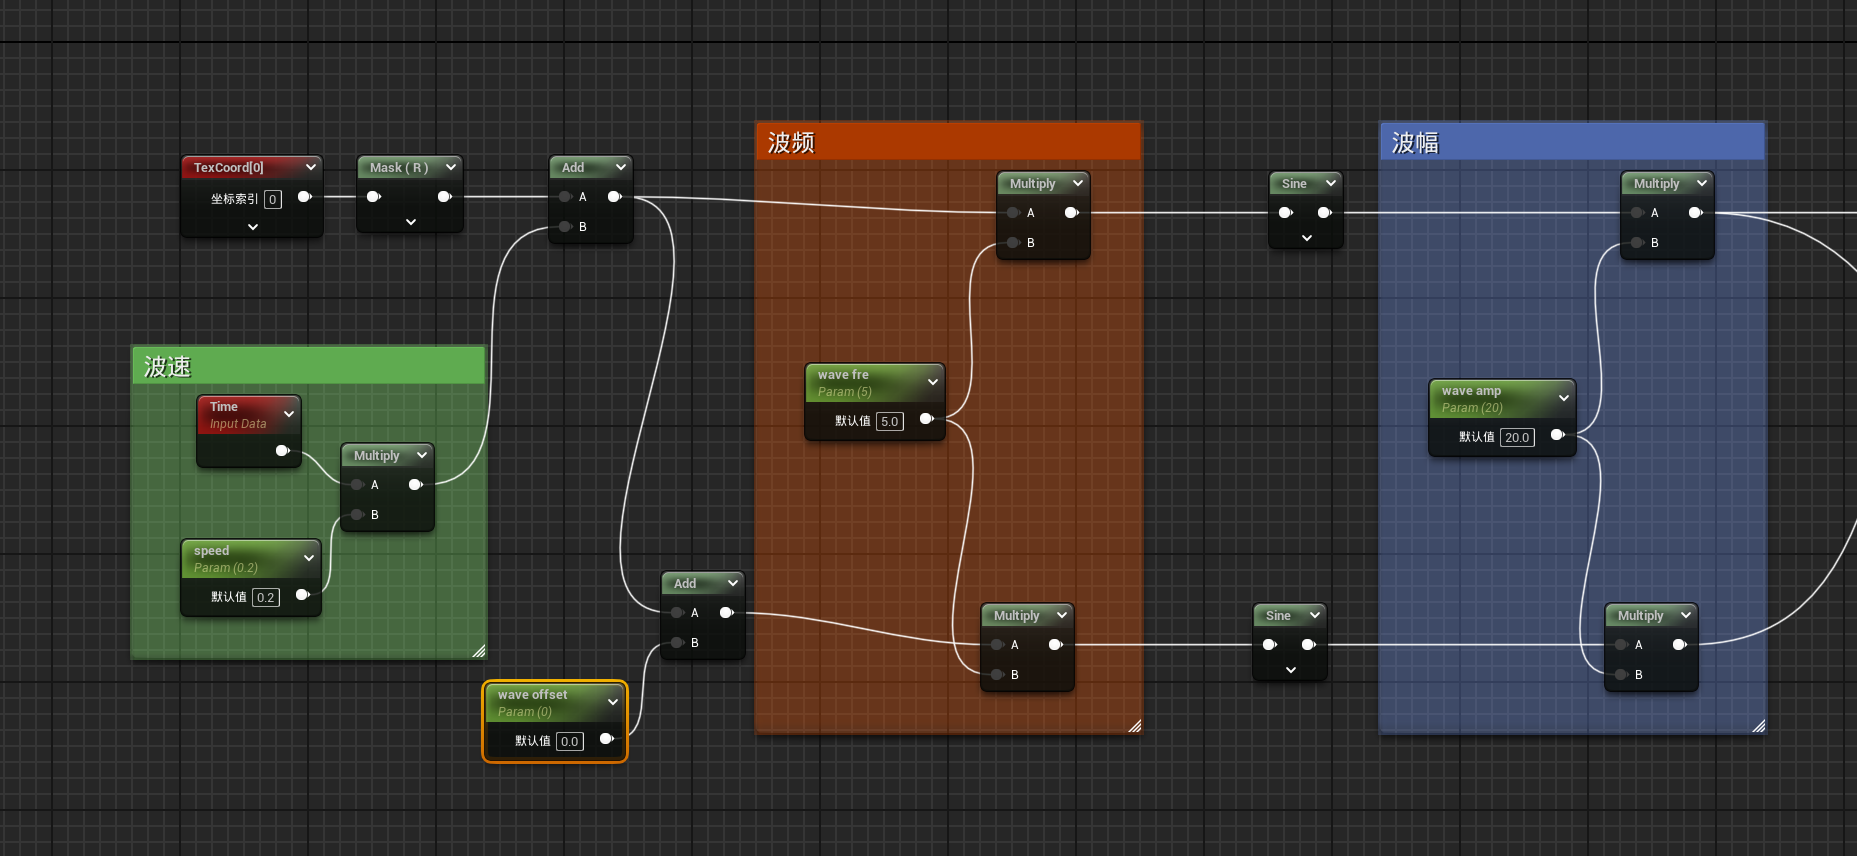 波频
波幅
TexCoord[0]
坐标索引 0
Mask ( R )
Add
A
B
Multiply
A
B
Sine
Multiply
A
B
波速
Time
Input Data
Multiply
A
B
speed
Param (0.2)
默认值 0.2
wave fre
Param (5)
默认值 5.0
wave amp
Param (20)
默认值 20.0
Add
A
B
Multiply
A
B
Sine
Multiply
A
B
wave offset
Param (0)
默认值 0.0